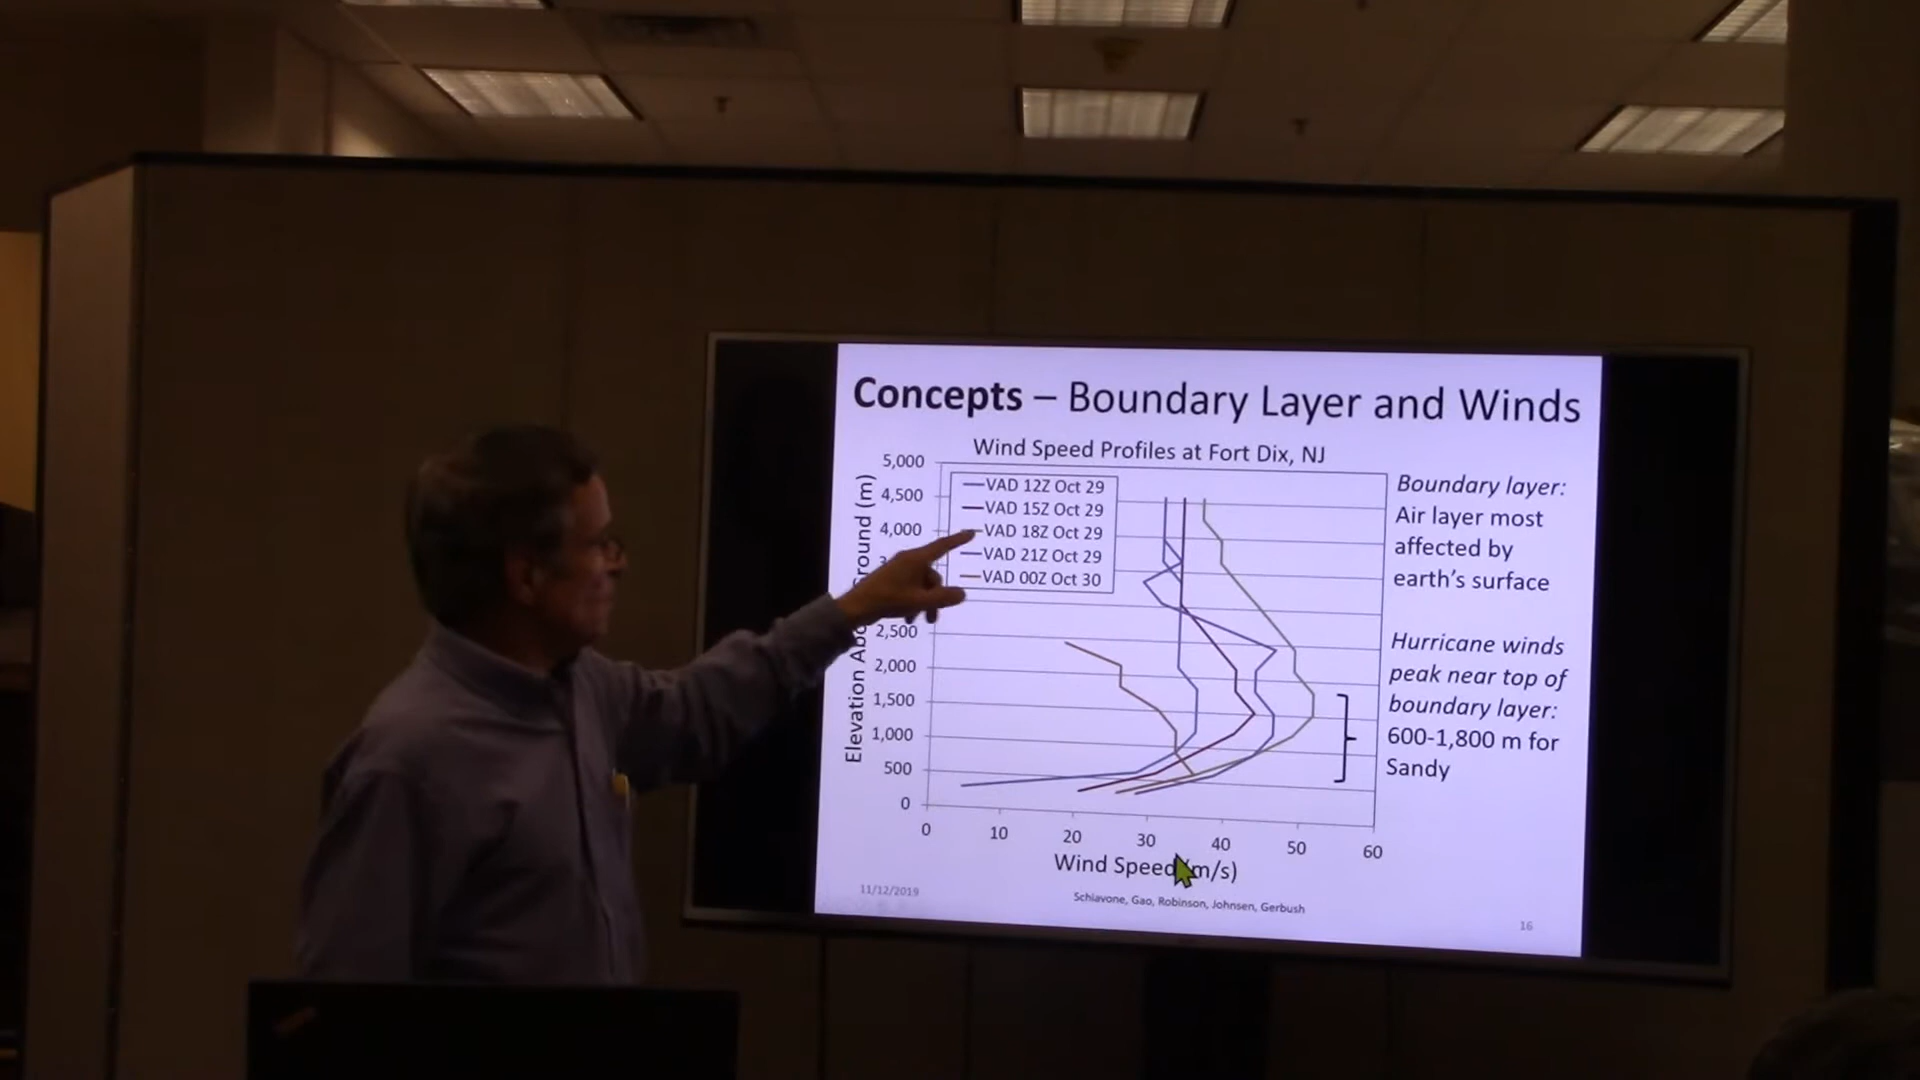 Concepts – Boundary Layer and Winds
Wind Speed Profiles at Fort Dix, NJ
5,000
4,500
4,000
2,500
2,000
1,500
1,000
500
0
Elevation Above Ground (m)
VAD 12Z Oct 29
VAD 15Z Oct 29
VAD 18Z Oct 29
VAD 21Z Oct 29
VAD 00Z Oct 30
0 10 20 30 40 50 60
Wind Speed (m/s)
Boundary layer:
Air layer most
affected by
earth's surface
Hurricane winds
peak near top of
boundary layer:
600-1,800 m for
Sandy
11/12/2019
Schiavone, Gao, Robinson, Johnsen, Gerbush
16